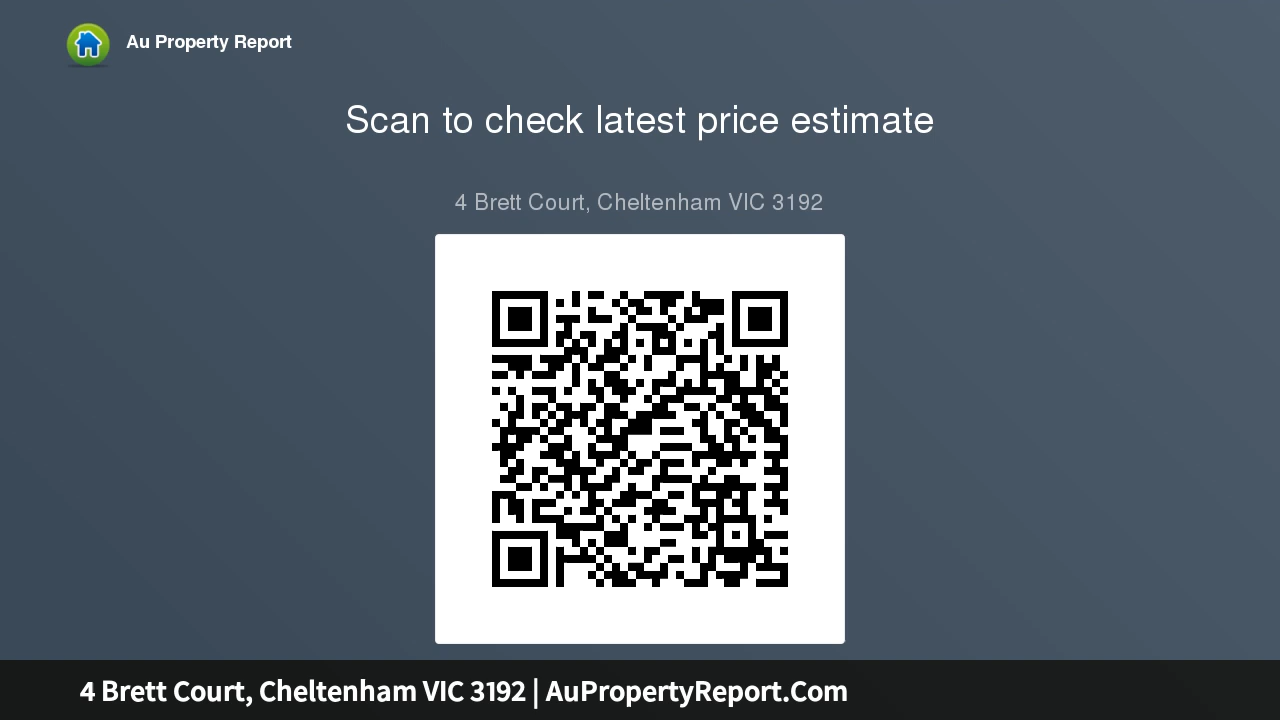 Au Property Report
Scan to check latest price estimate
4 Brett Court, Cheltenham VIC 3192
4 Brett Court, Cheltenham VIC 3192 | AuPropertyReport.Com